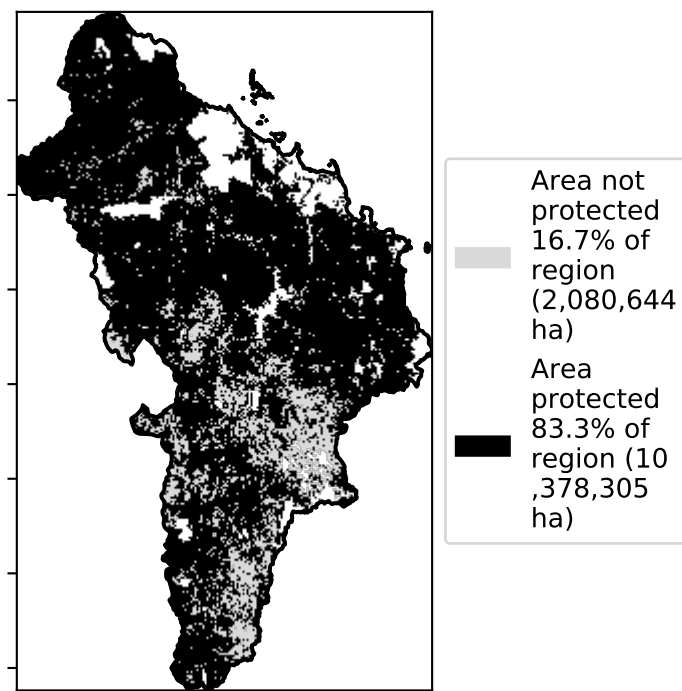 Area not
protected
16.7% of
region
(2,080,644
ha)
Area
protected
83.3% of
region (10
,378,305
ha)